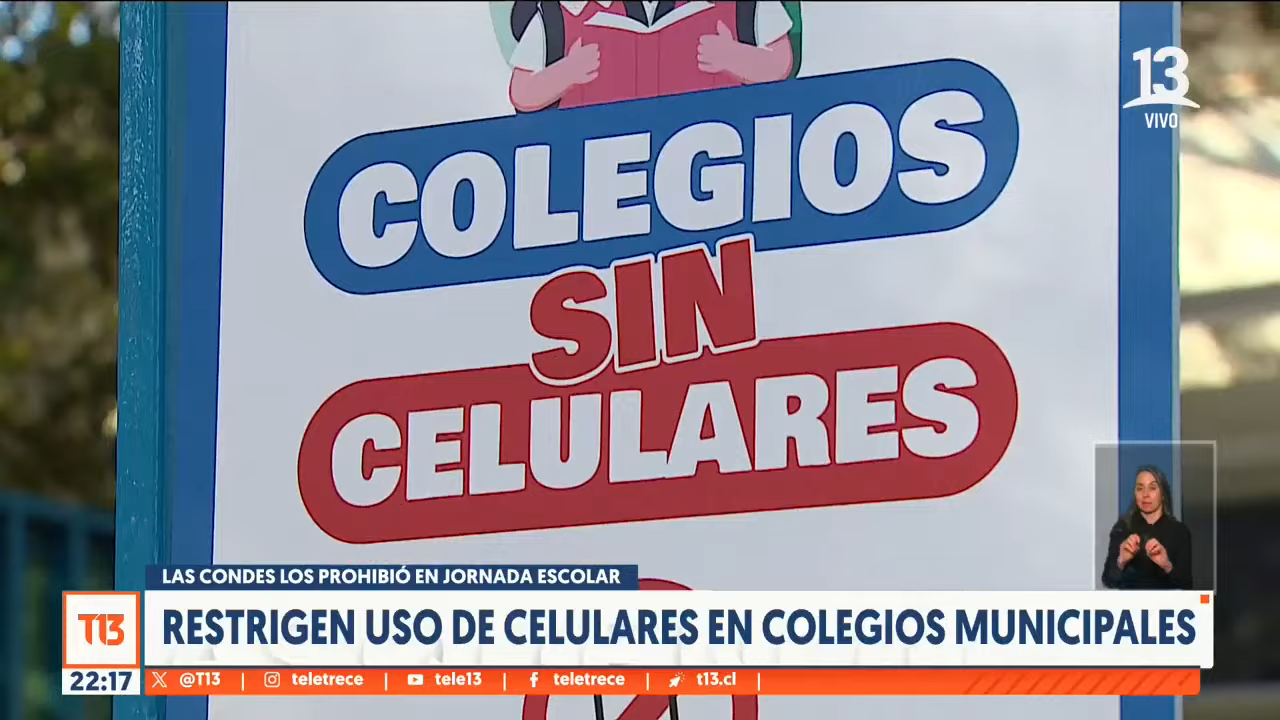 13
VIVO
COLEGIOS
SIN
CELULARES
LAS CONDES LOS PROHIBIÓ EN JORNADA ESCOLAR
T13
RESTRIGEN USO DE CELULARES EN COLEGIOS MUNICIPALES
22:17
@T13 | teletrece | tele13 | teletrece | t13.cl |